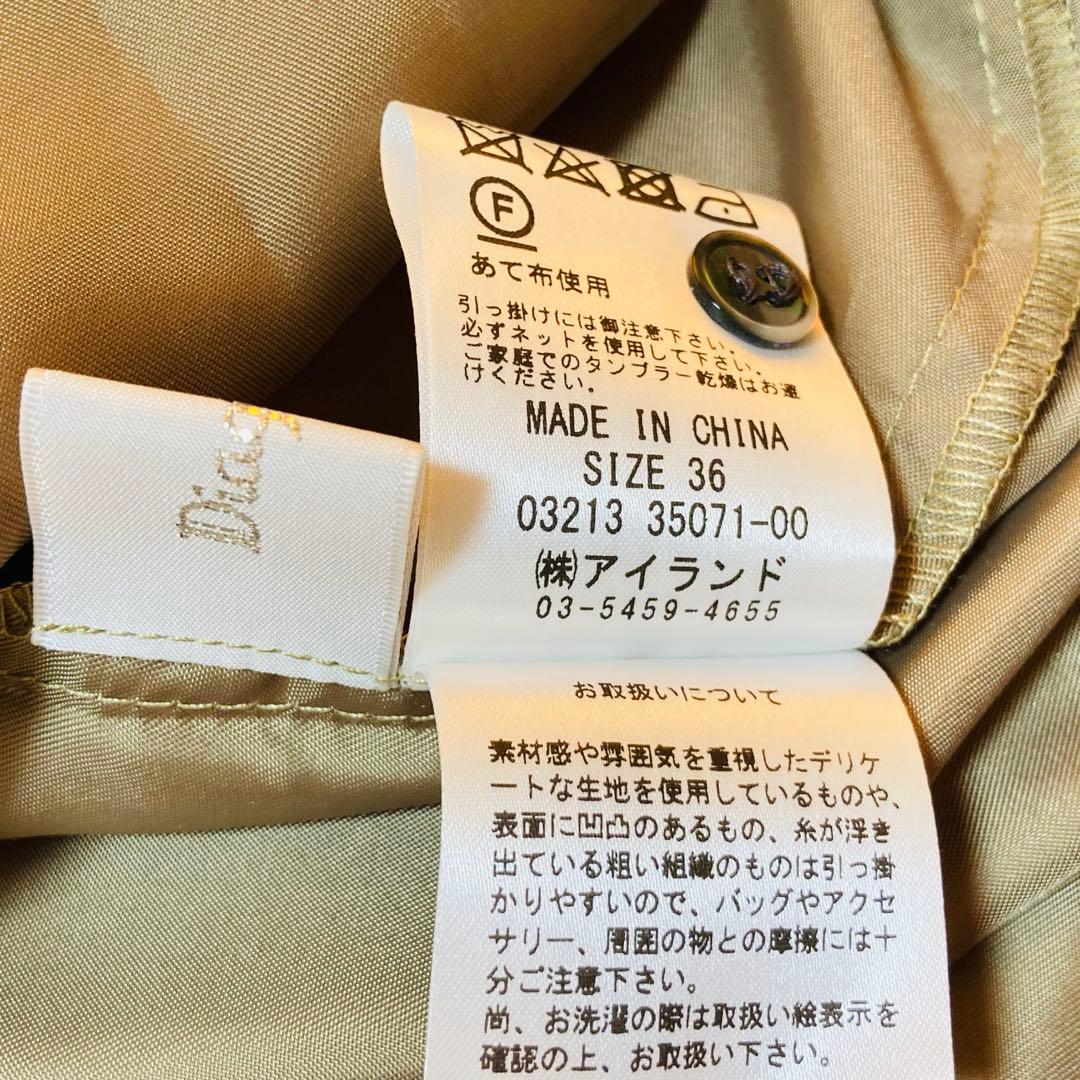 F
あて布使用
引っ掛けには御注意下さい。
必ずネットを使用して下さい。
ご家庭でのタンブラー乾燥はお避
けください。
MADE IN CHINA
SIZE 36
03213 35071-00
㈱アイランド
03-5459-4655
Diag
お取扱いについて
素材感や雰囲気を重視したデリケ
ートな生地を使用しているものや、
表面に凹凸のあるもの、糸が浮き
出ている粗い組織のものは引っ掛
かりやすいので、バッグやアクセ
サリー、周囲の物との摩擦には十
分ご注意下さい。
尚、お洗濯の際は取扱い絵表示を
確認の上、お取扱い下さい。